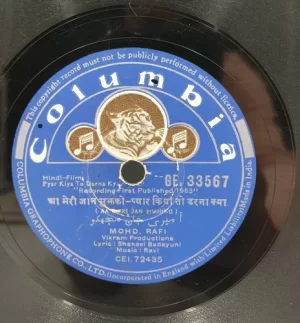 This copyright record must not be publicly performed without licence.
Columbia
Hindi-Film:
Pyar Kiya To Darna Kya
GE. 33567
"Recording First Published 1963"
आ मेरी जान
प्यार किया तो डरना क्या
MOHD. RAFI
Vikram Productions
Lyric: Shakeel Badayuni
Music: Ravi
CEI.72435
COLUMBIA GRAPHOPHONE CO., LTD. (Incorporated in England with Limited Liability)
Made in India.